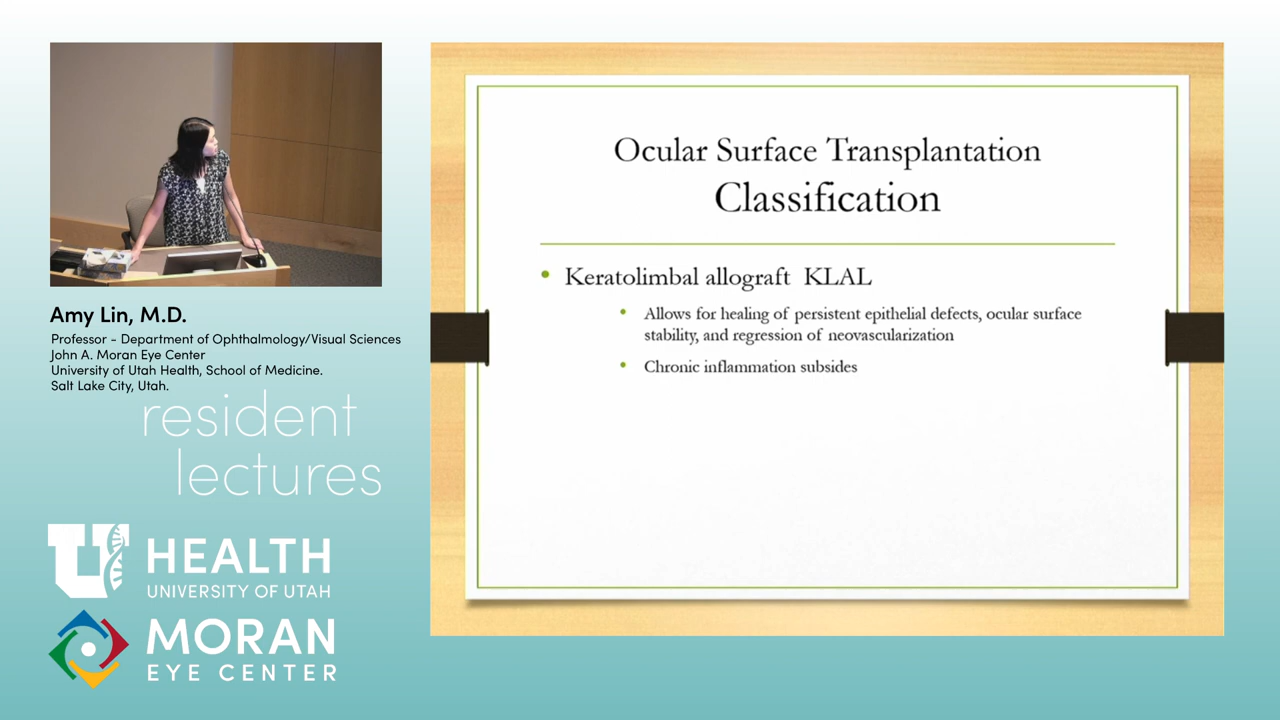 Amy Lin, M.D.
Professor - Department of Ophthalmology/Visual Sciences
John A. Moran Eye Center
University of Utah Health, School of Medicine.
Salt Lake City, Utah.
resident
lectures
U
HEALTH
UNIVERSITY OF UTAH
MORAN
EYE CENTER
Ocular Surface Transplantation
Classification
• Keratolimbal allograft KLAL
• Allows for healing of persistent epithelial defects, ocular surface
stability, and regression of neovascularization
• Chronic inflammation subsides